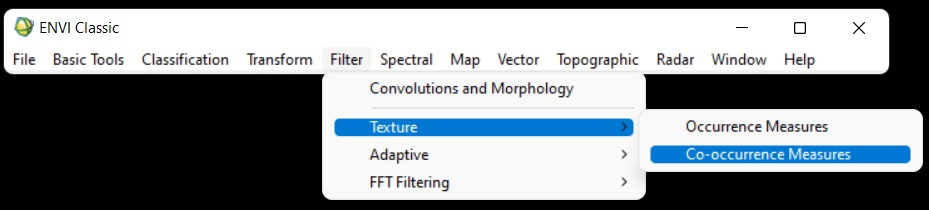 ENVI Classic
File Basic Tools Classification Transform Filter Spectral Map Vector Topographic Radar Window Help
Convolutions and Morphology
Texture
Occurrence Measures
Co-occurrence Measures
Adaptive
FFT Filtering